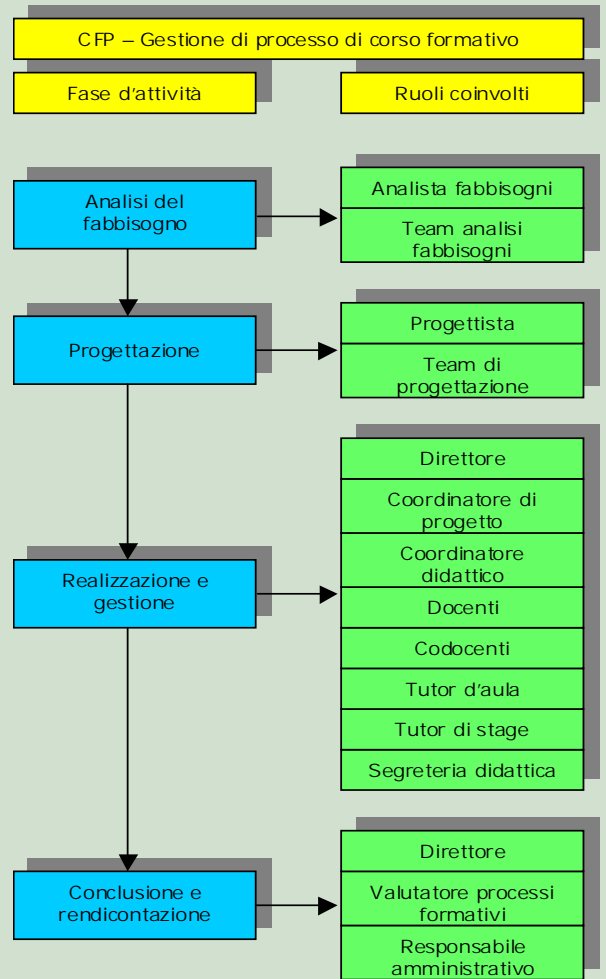 CFP – Gestione di processo di corso formativo
Fase d'attività
Ruoli coinvolti
Analisi del
fabbisogno
Analista fabbisogni
Team analisi
fabbisogni
Progettazione
Progettista
Team di
progettazione
Realizzazione e
gestione
Direttore
Coordinatore di
progetto
Coordinatore
didattico
Docenti
Codocenti
Tutor d'aula
Tutor di stage
Segreteria didattica
Conclusione e
rendicontazione
Direttore
Valutatore processi
formativi
Responsabile
amministrativo